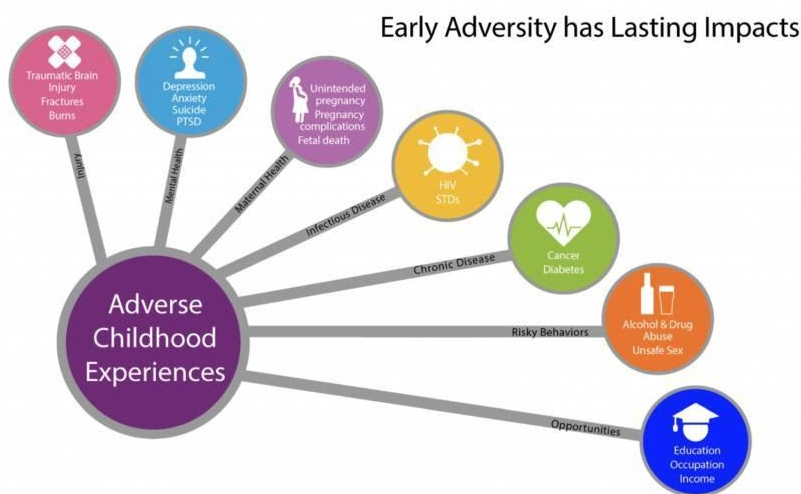 Early Adversity has Lasting Impacts
Traumatic Brain
Injury
Fractures
Burns
Injury
Depression
Anxiety
Suicide
PTSD
Mental Health
Unintended
pregnancy
Pregnancy
complications
Fetal death
Maternal Health
HIV
STDs
Infectious Disease
Cancer
Diabetes
Chronic Disease
Alcohol & Drug
Abuse
Unsafe Sex
Risky Behaviors
Education
Occupation
Income
Opportunities
Adverse
Childhood
Experiences